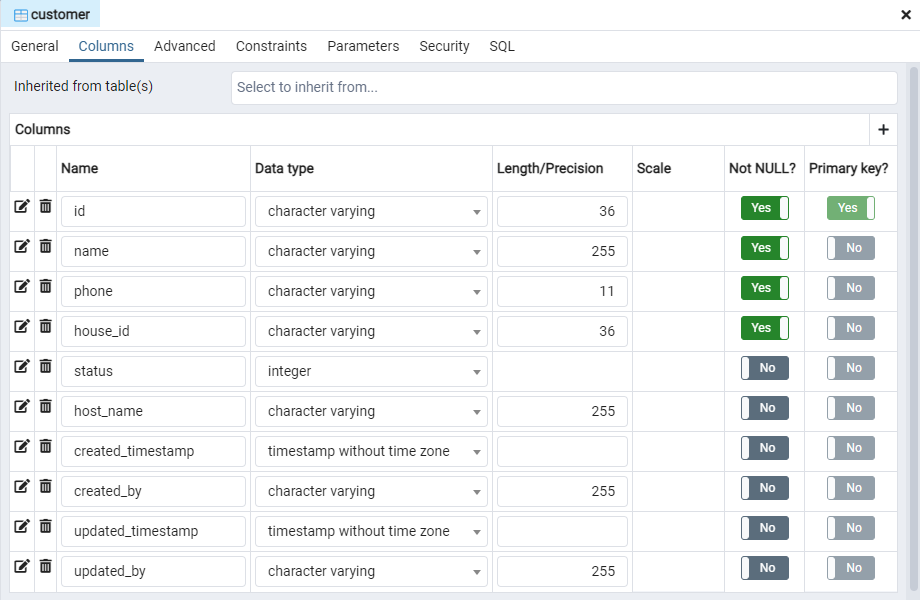 customer
General Columns Advanced Constraints Parameters Security SQL
Inherited from table(s) Select to inherit from...
Columns
Name Data type Length/Precision Scale Not NULL? Primary key?
id character varying 36 Yes Yes
name character varying 255 Yes No
phone character varying 11 Yes No
house_id character varying 36 Yes No
status integer No No
host_name character varying 255 No No
created_timestamp timestamp without time zone No No
created_by character varying 255 No No
updated_timestamp timestamp without time zone No No
updated_by character varying 255 No No